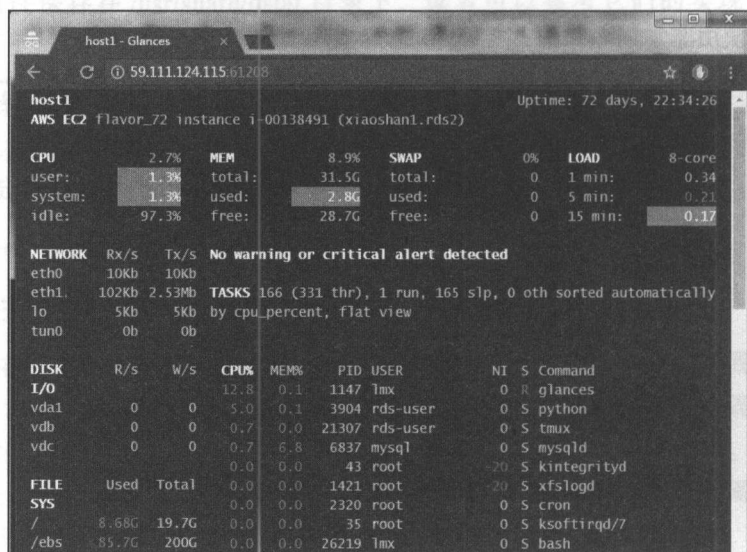 host1 - Glances
59.111.124.115:61208
host1 Uptime: 72 days, 22:34:26
AWS EC2 flavor_72 instance i-00138491 (xiaoshan1.rds2)
CPU 2.7% MEM 8.9% SWAP 0% LOAD 8-core
user: 1.3% total: 31.5G total: 0 1 min: 0.34
system: 1.3% used: 2.8G used: 0 5 min: 0.21
idle: 97.3% free: 28.7G free: 0 15 min: 0.17
NETWORK Rx/s Tx/s No warning or critical alert detected
eth0 10Kb 10Kb
eth1 102Kb 2.53Mb TASKS 166 (331 thr), 1 run, 165 slp, 0 oth sorted automatically
lo 5Kb 5Kb by cpu_percent, flat view
tun0 0b 0b
DISK R/s W/s CPU% MEM% PID USER NI S Command
I/O 12.8 0.1 1147 lmx 0 R glances
vda1 0 0 5.0 0.1 3904 rds-user 0 S python
vdb 0 0 0.7 0.0 21307 rds-user 0 S tmux
vdc 0 0 0.7 6.8 6837 mysql 0 S mysqld
0.0 0.0 43 root -20 S kintegrityd
FILE Used Total 0.0 0.0 1421 root -20 S xfslogd
SYS 0.0 0.0 2320 root 0 S cron
/ 8.68G 19.7G 0.0 0.0 35 root 0 S ksoftirqd/7
/ebs 85.7G 200G 0.0 0.0 26219 lmx 0 S bash